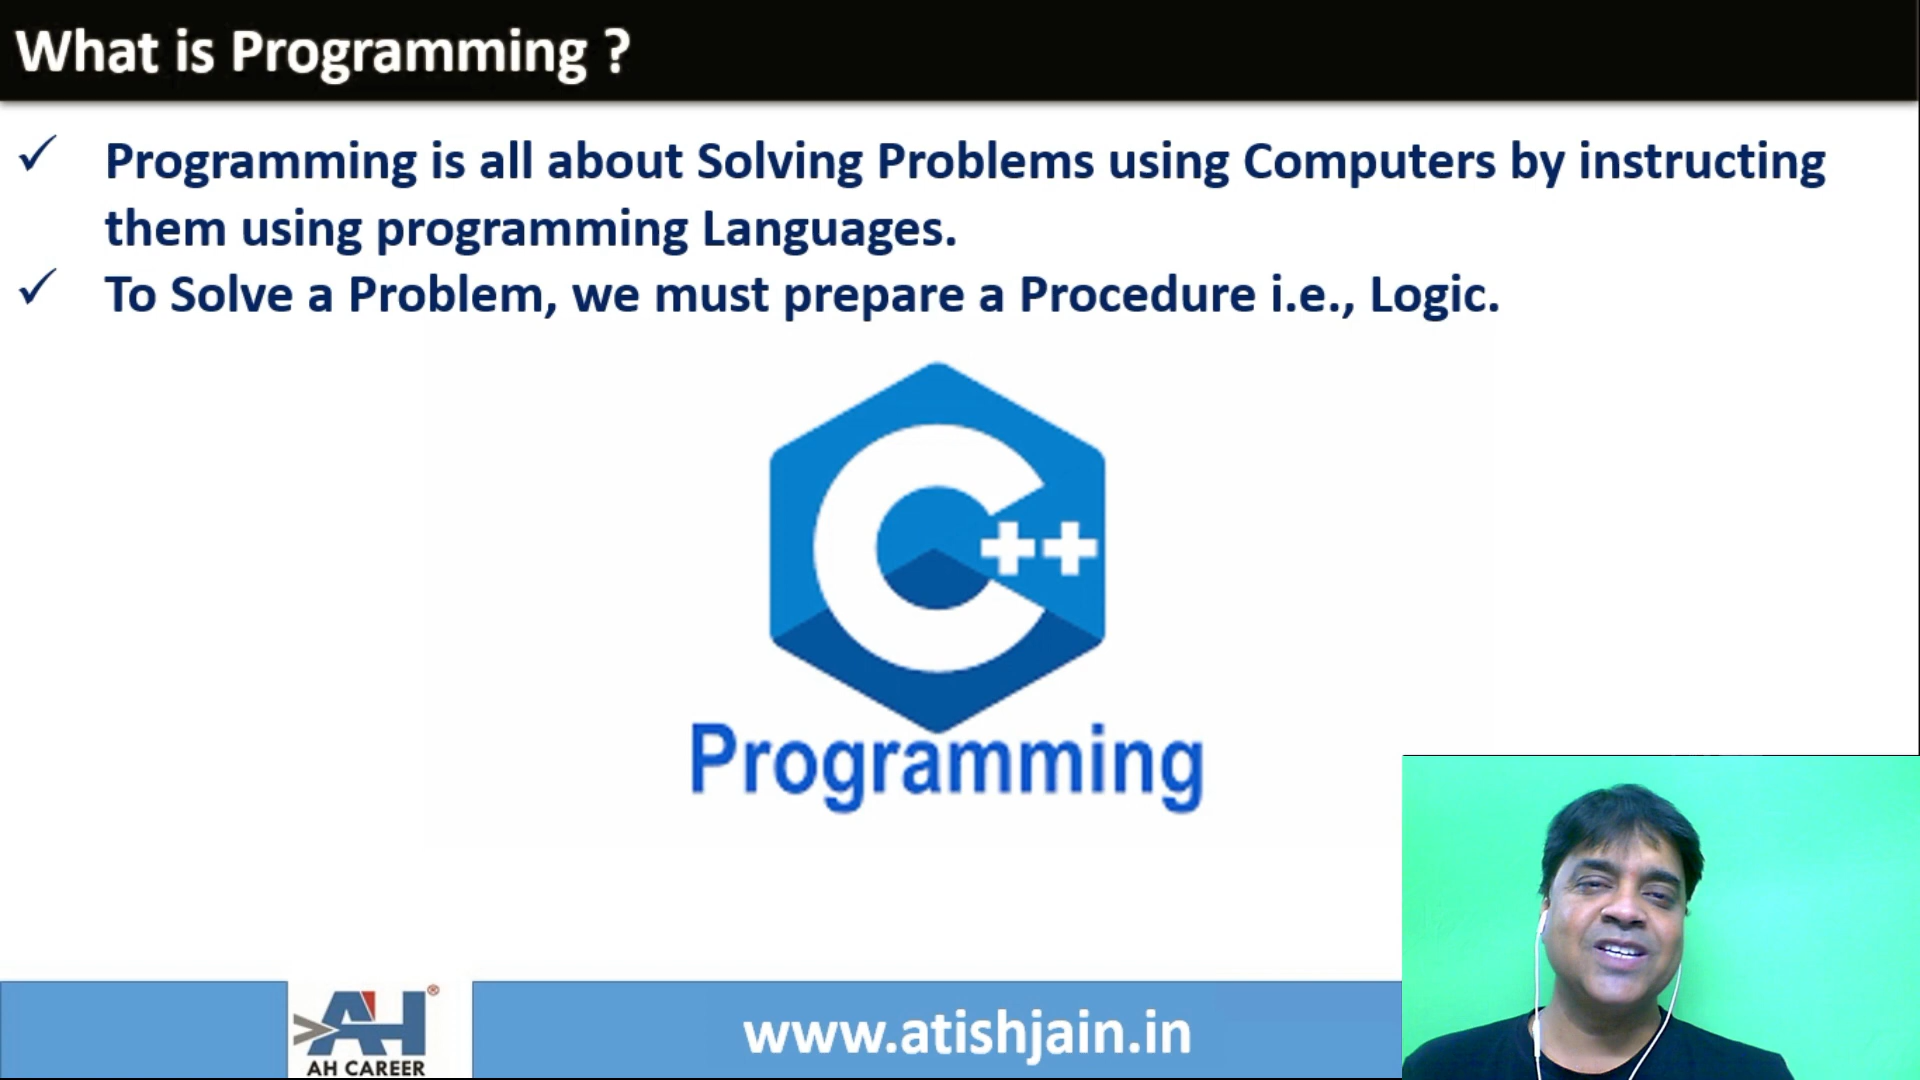 What is Programming ?
✓ Programming is all about Solving Problems using Computers by instructing
them using programming Languages.
✓ To Solve a Problem, we must prepare a Procedure i.e., Logic.
C++
Programming
AH®
AH CAREER
www.atishjain.in